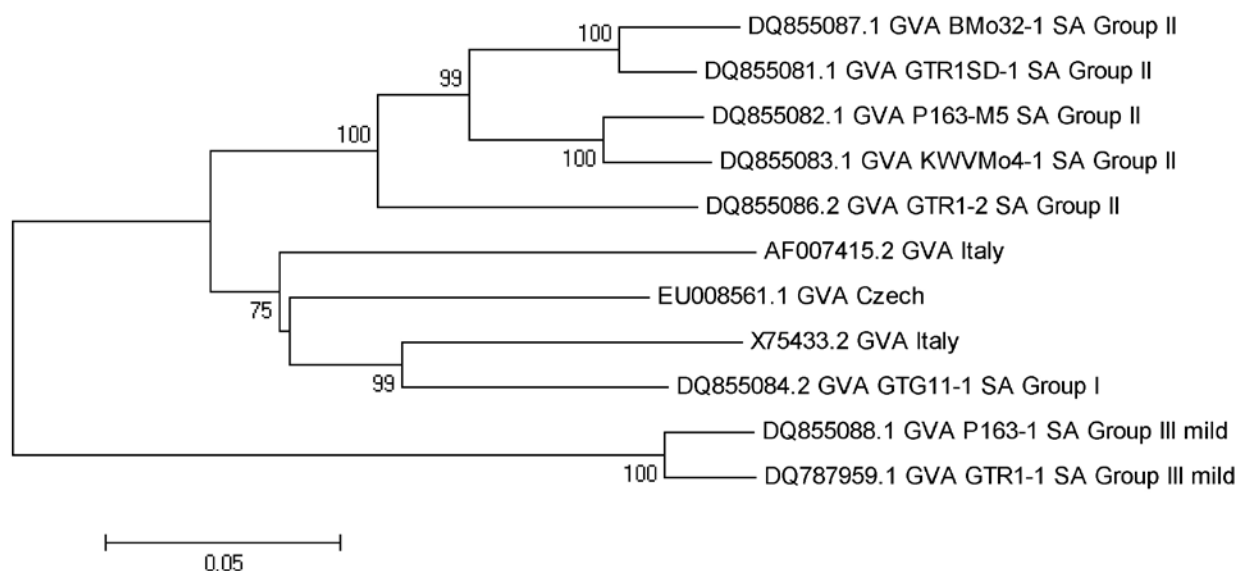 DQ855087.1 GVA BMo32-1 SA Group II
100
DQ855081.1 GVA GTR1SD-1 SA Group II
99
DQ855082.1 GVA P163-M5 SA Group II
100
100
DQ855083.1 GVA KWVMo4-1 SA Group II
DQ855086.2 GVA GTR1-2 SA Group II
AF007415.2 GVA Italy
EU008561.1 GVA Czech
75
X75433.2 GVA Italy
99
DQ855084.2 GVA GTG11-1 SA Group I
DQ855088.1 GVA P163-1 SA Group III mild
100
DQ787959.1 GVA GTR1-1 SA Group III mild
0.05